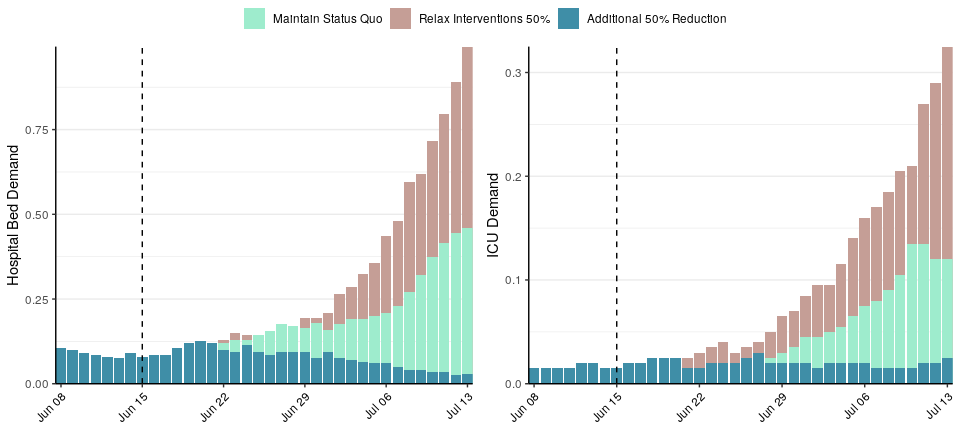 Maintain Status Quo Relax Interventions 50% Additional 50% Reduction
Hospital Bed Demand
0.75
0.50
0.25
0.00
Jun 08 Jun 15 Jun 22 Jun 29 Jul 06 Jul 13
ICU Demand
0.3
0.2
0.1
0.0
Jun 08 Jun 15 Jun 22 Jun 29 Jul 06 Jul 13